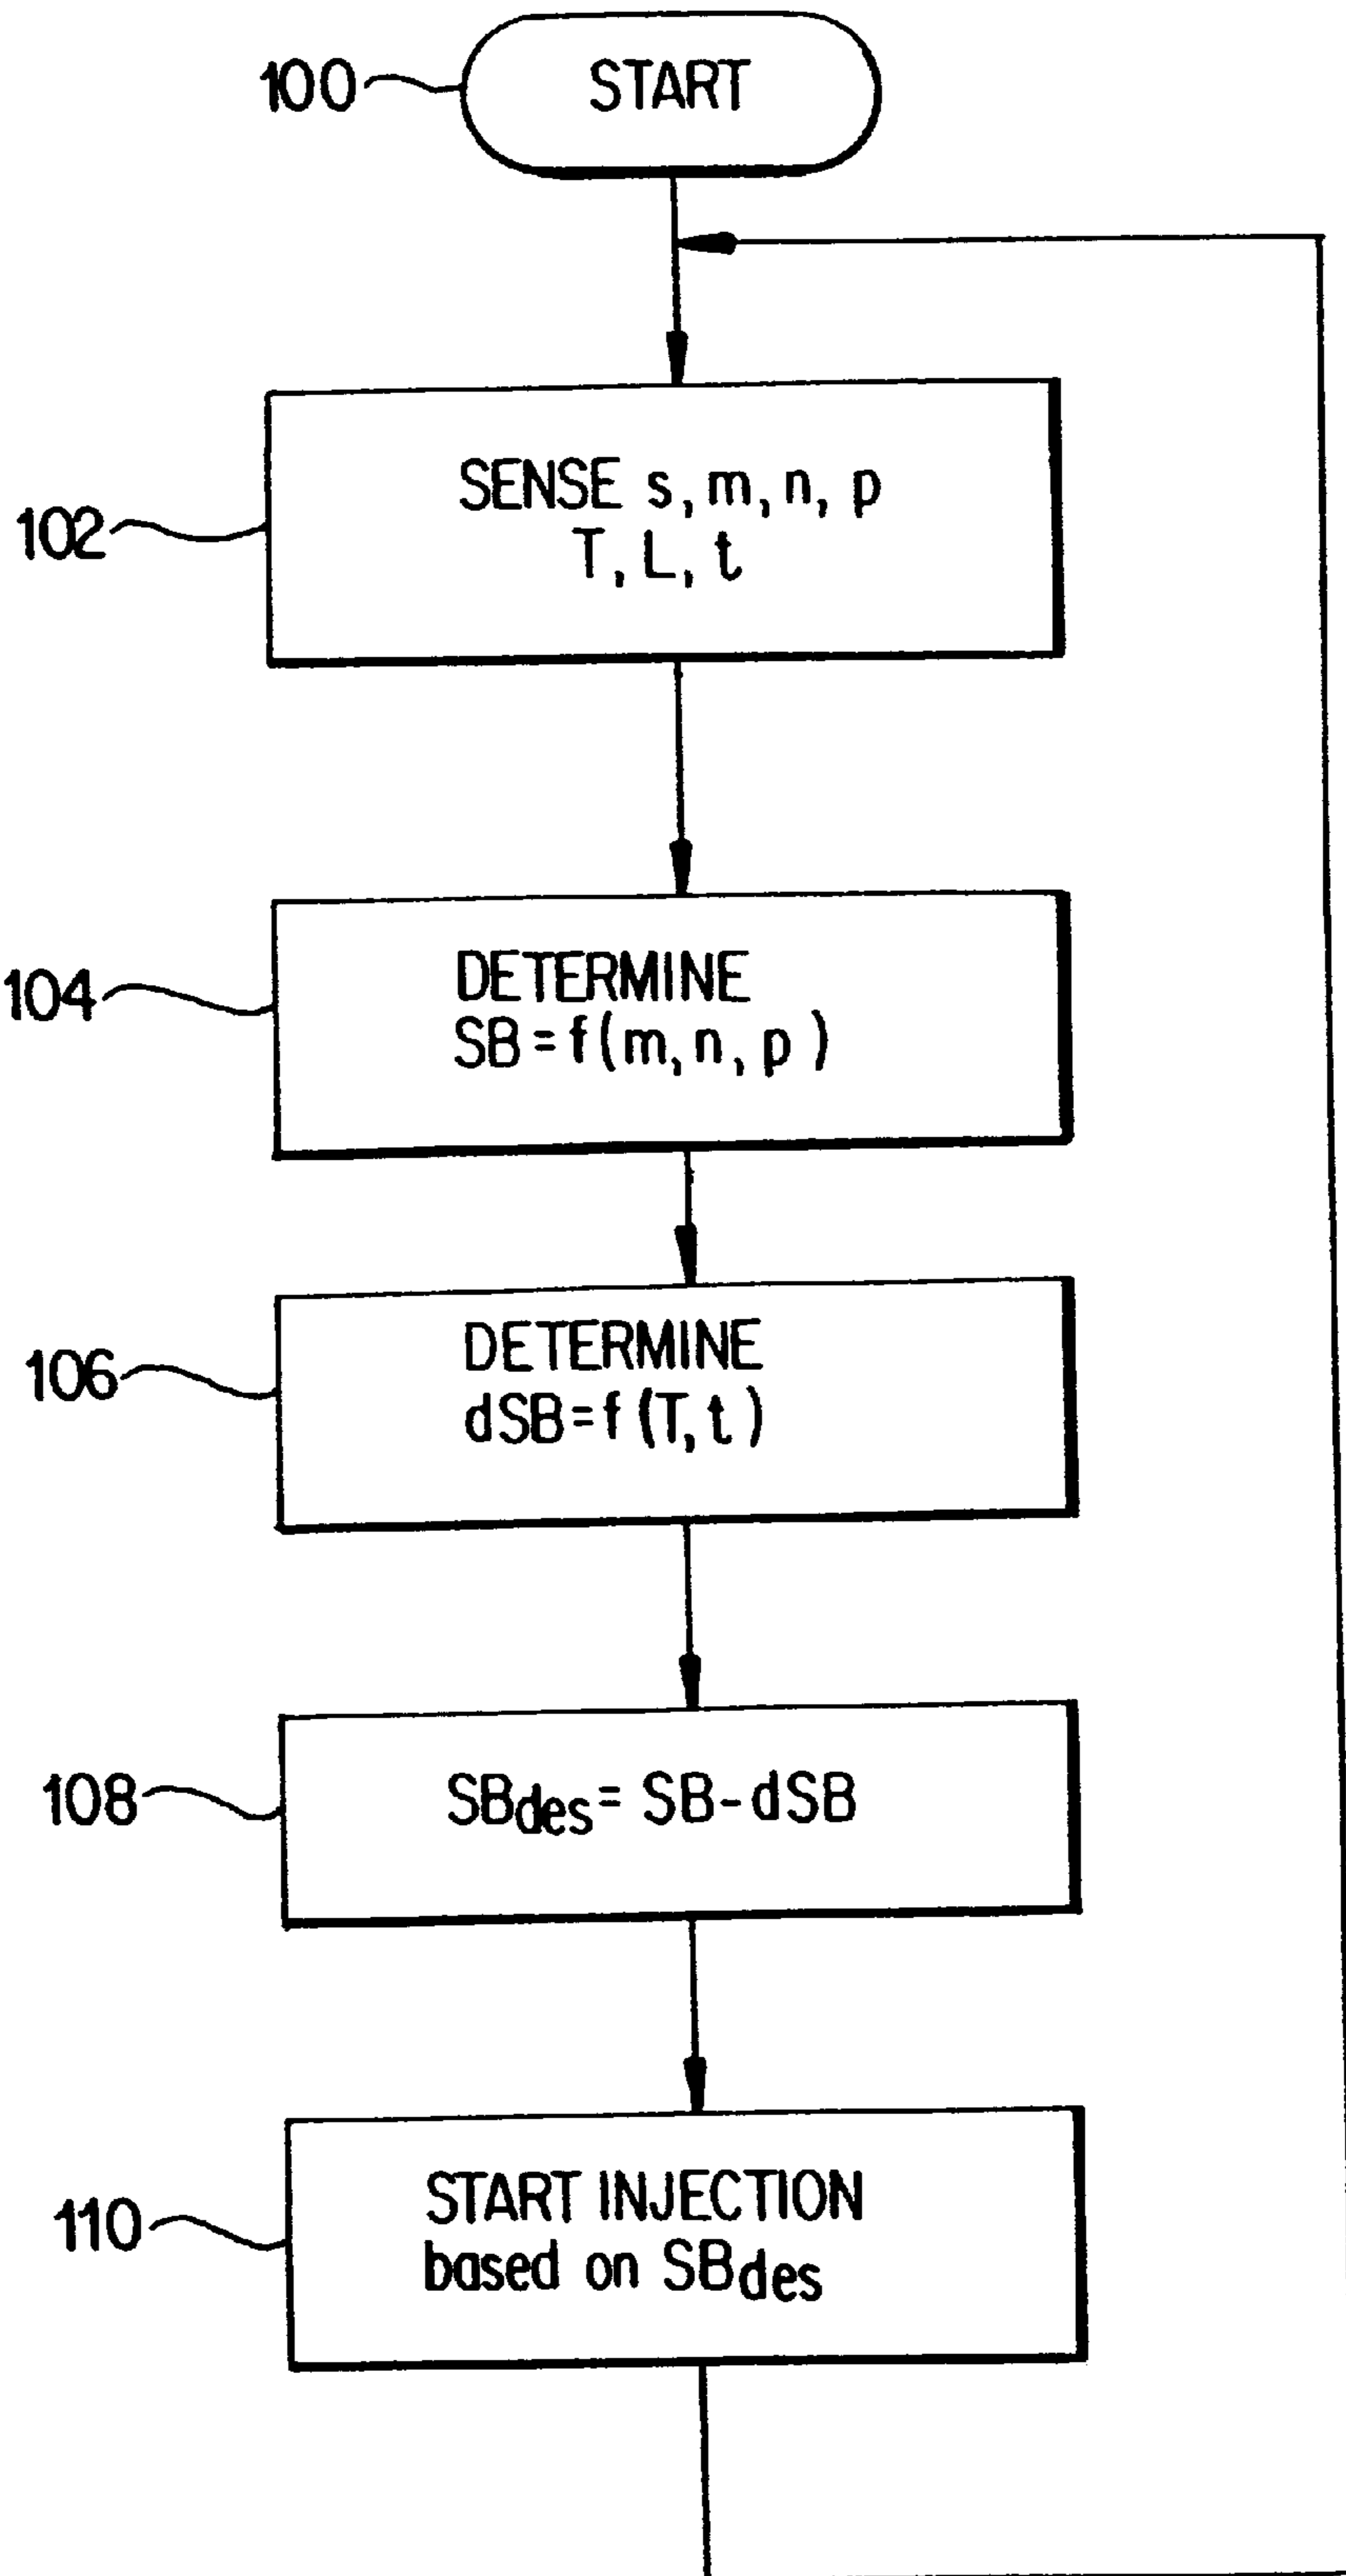 100
START
102
SENSE s, m, n, p
T, L, t
104
DETERMINE
SB=f(m, n, p)
106
DETERMINE
dSB=f(T, t)
108
SBdes= SB-dSB
110
START INJECTION
based on SBdes